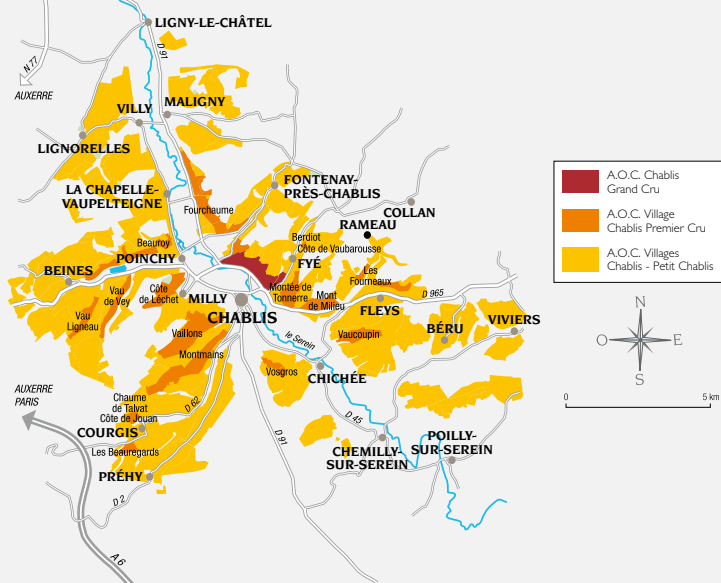 LIGNY-LE-CHÂTEL
D 91
N 77
AUXERRE
VILLY
MALIGNY
LIGNORELLES
LA CHAPELLE-
VAUPELTEIGNE
FONTENAY-
PRÈS-CHABLIS
Fourchaume
COLLAN
RAMEAU
Berdiot
Côte de Vaubarousse
Beauroy
POINCHY
FYÉ
BEINES
Les
Fourneaux
Vau
de Vey
Côte
de Léchet
MILLY
Montée de
Tonnerre
Mont
de Milieu
D 965
FLEYS
CHABLIS
Vau
Ligneau
VIVIERS
BÉRU
Vaillons
le Serein
Vaucoupin
Montmains
Vosgros
CHICHÉE
AUXERRE
PARIS
Chaume
de Talvat
Côte de Jouan
D 62
COURGIS
D 45
D 91
Les Beauregards
CHEMILLY-
SUR-SEREIN
POILLY-
SUR-SEREIN
PRÉHY
D 2
A 6
A.O.C. Chablis
Grand Cru
A.O.C. Village
Chablis Premier Cru
A.O.C. Villages
Chablis - Petit Chablis
N
O
E
S
0
5 km